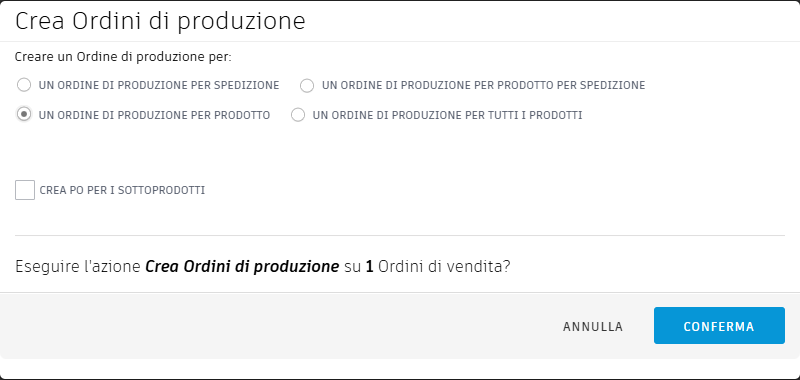 Crea Ordini di produzione
Creare un Ordine di produzione per:
UN ORDINE DI PRODUZIONE PER SPEDIZIONE
UN ORDINE DI PRODUZIONE PER PRODOTTO PER SPEDIZIONE
UN ORDINE DI PRODUZIONE PER PRODOTTO
UN ORDINE DI PRODUZIONE PER TUTTI I PRODOTTI
CREA PO PER I SOTTOPRODOTTI
Eseguire l'azione Crea Ordini di produzione su 1 Ordini di vendita?
ANNULLA
CONFERMA